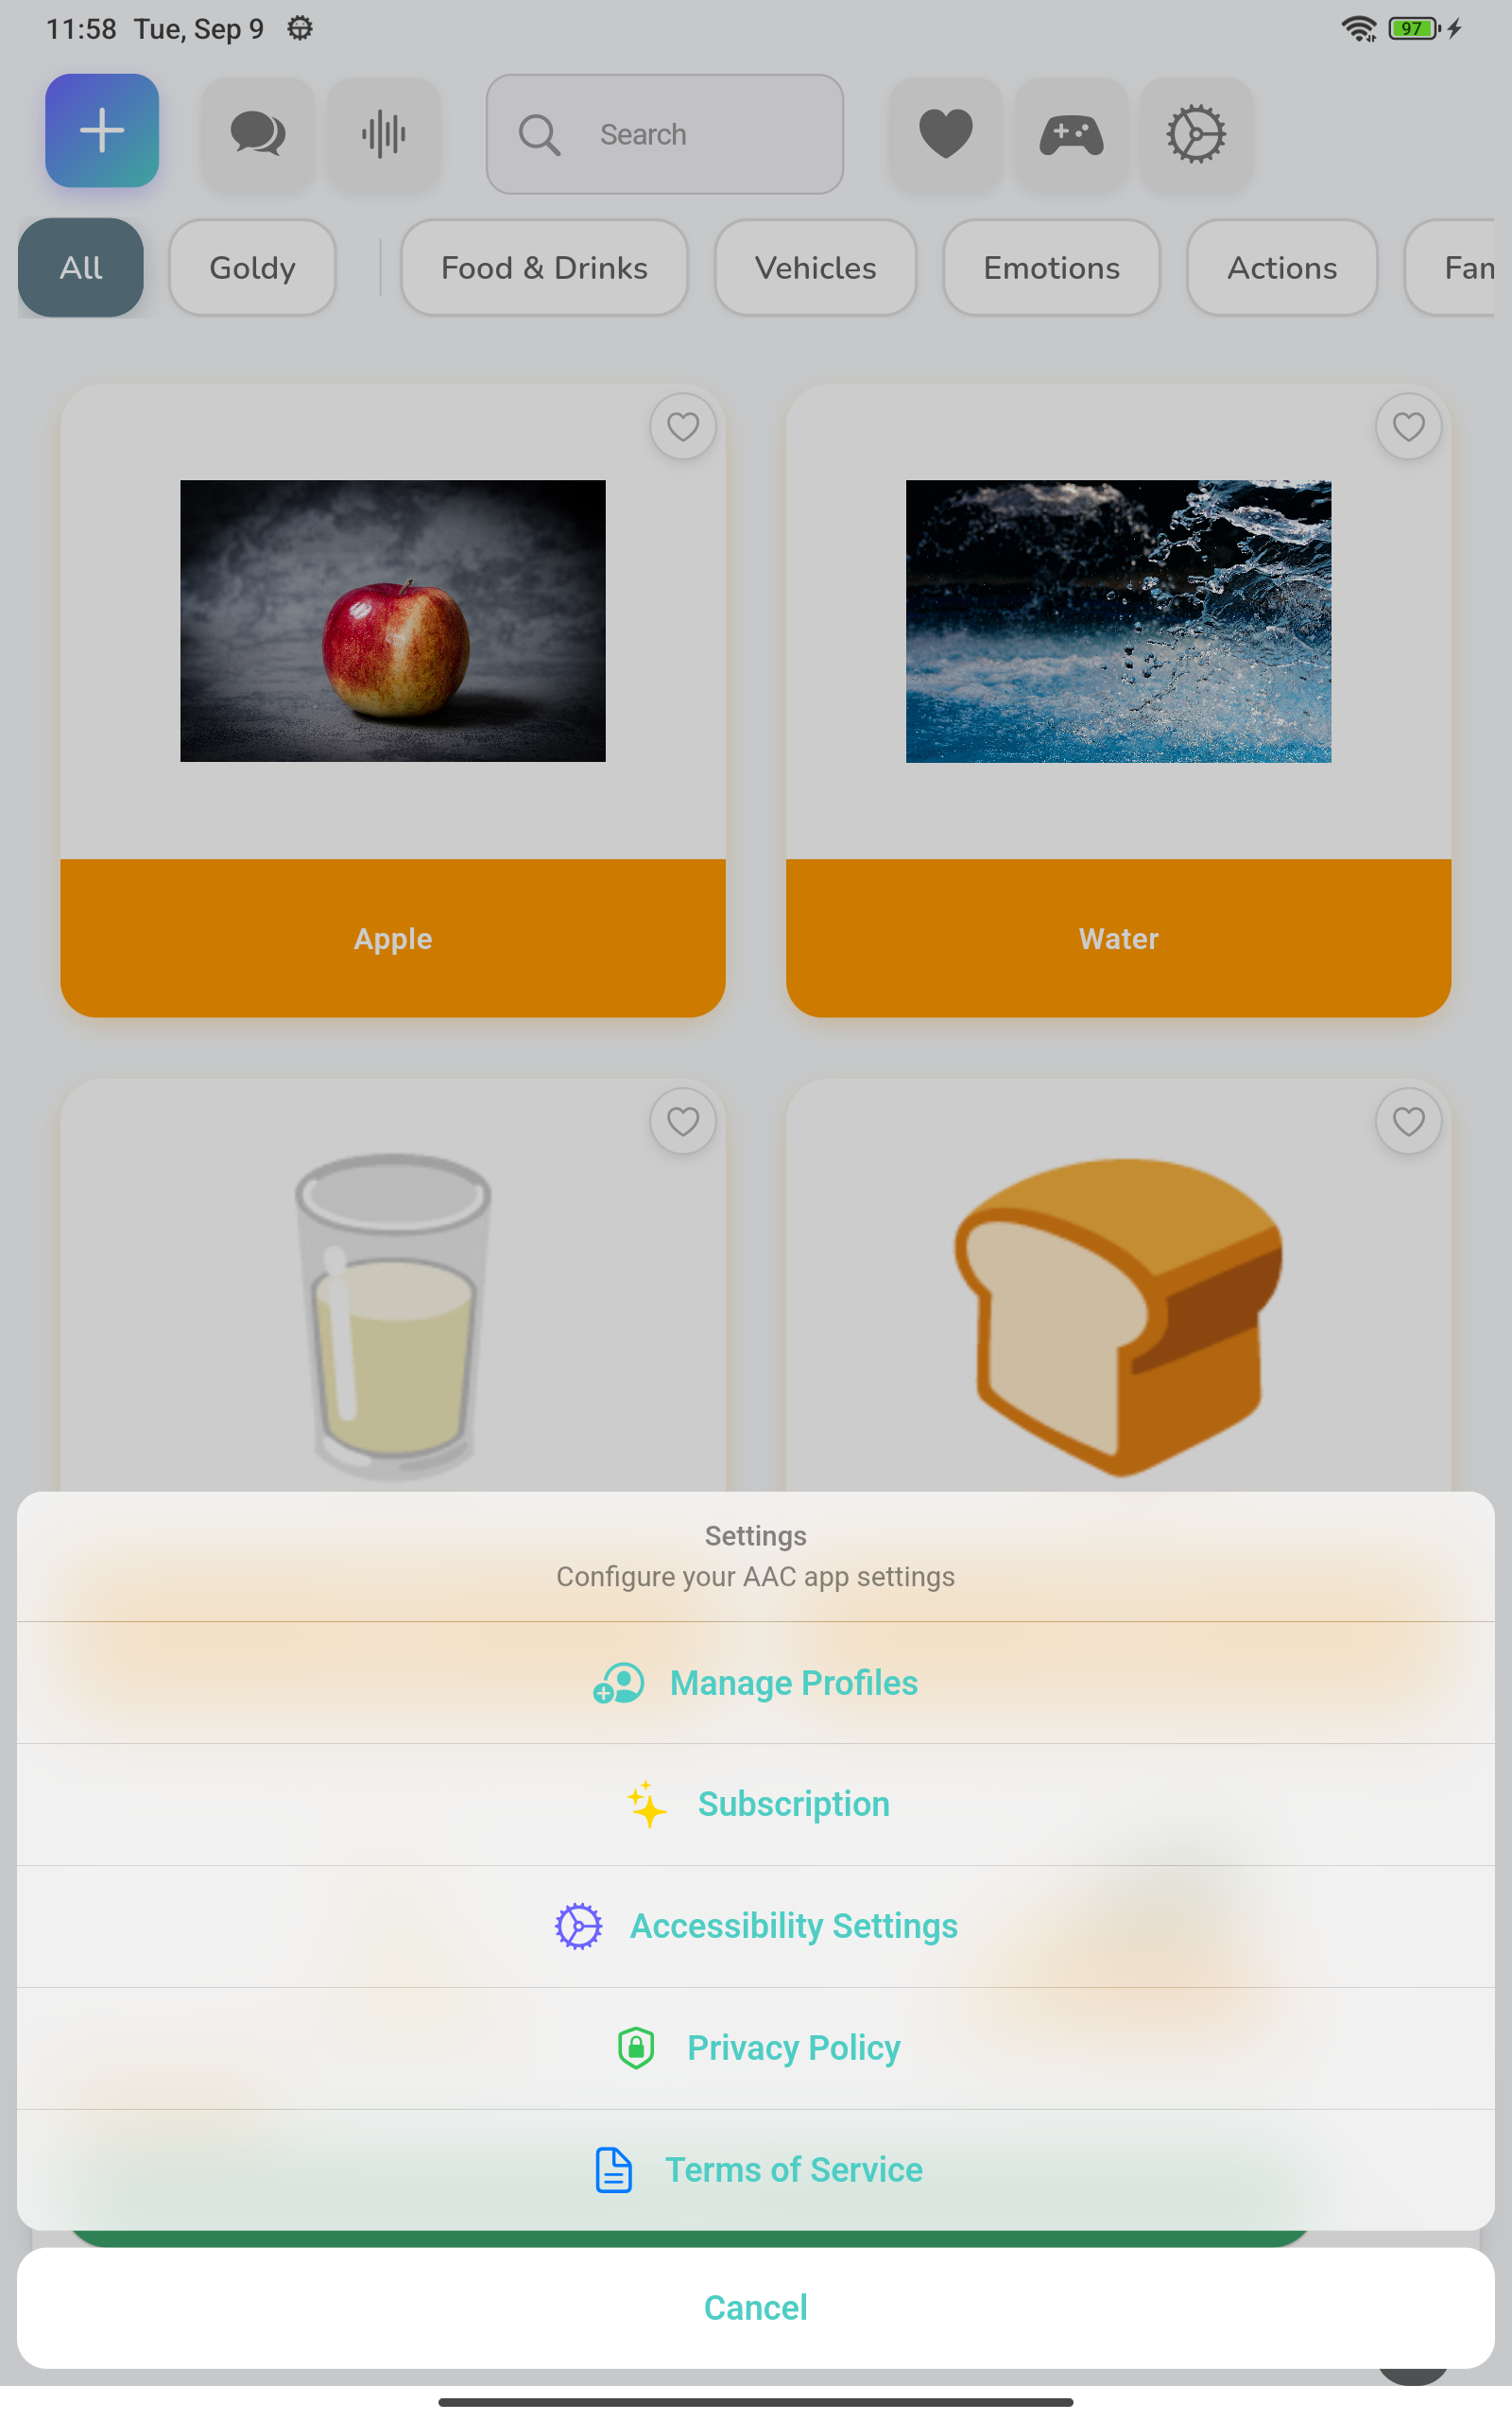 11:58 Tue, Sep 9
97
Search
All
Goldy
Food & Drinks
Vehicles
Emotions
Actions
Fam
Apple
Water
Settings
Configure your AAC app settings
Manage Profiles
Subscription
Accessibility Settings
Privacy Policy
Terms of Service
Cancel